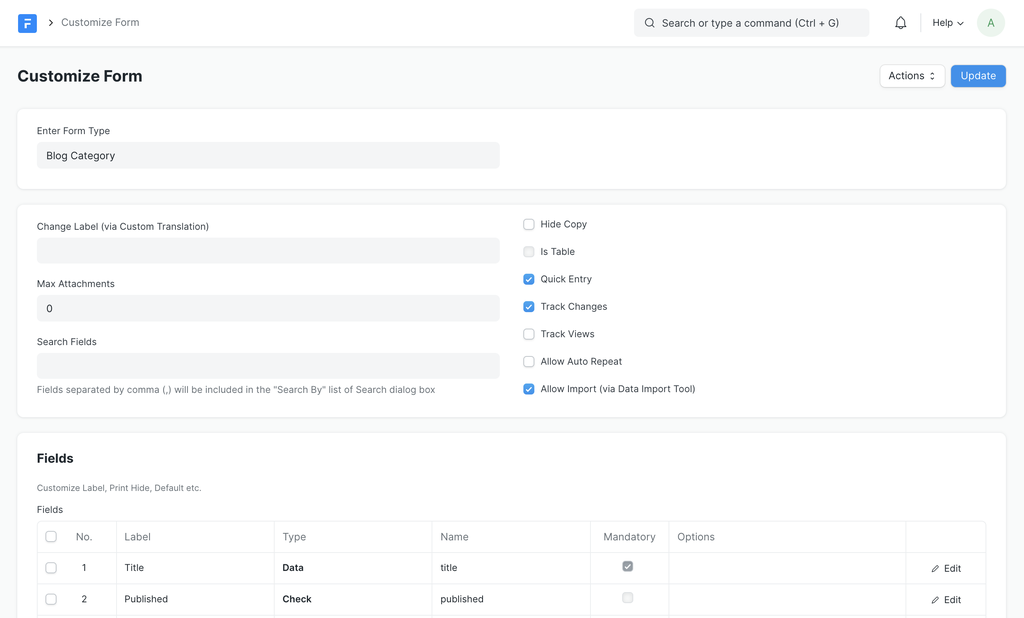 F
Customize Form
Search or type a command (Ctrl + G)
Help
A
Customize Form
Actions
Update
Enter Form Type
Blog Category
Change Label (via Custom Translation)
Max Attachments
0
Search Fields
Fields separated by comma (,) will be included in the "Search By" list of Search dialog box
Hide Copy
Is Table
Quick Entry
Track Changes
Track Views
Allow Auto Repeat
Allow Import (via Data Import Tool)
Fields
Customize Label, Print Hide, Default etc.
Fields
No. Label Type Name Mandatory Options
1 Title Data title Edit
2 Published Check published Edit